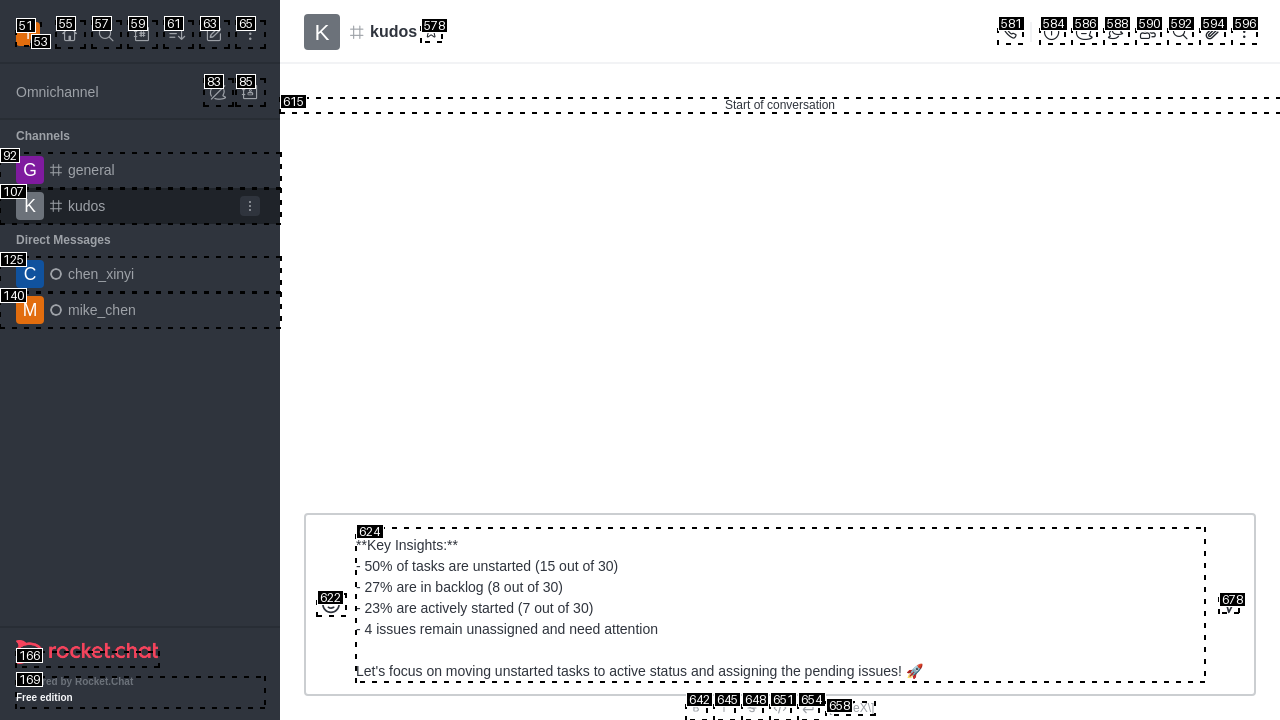 51
53
55
57
59
61
63
65
K
kudos
578
581
584
586
588
590
592
594
596
Omnichannel
83
85
615
Start of conversation
Channels
92
G
general
107
K
kudos
Direct Messages
125
C
chen_xinyi
140
M
mike_chen
624
**Key Insights:**
- 50% of tasks are unstarted (15 out of 30)
- 27% are in backlog (8 out of 30)
- 23% are actively started (7 out of 30)
- 4 issues remain unassigned and need attention
Let's focus on moving unstarted tasks to active status and assigning the pending issues! 🚀
622
678
642
645
648
651
654
658
166
rocket.chat
169
by Rocket.Chat
Free edition